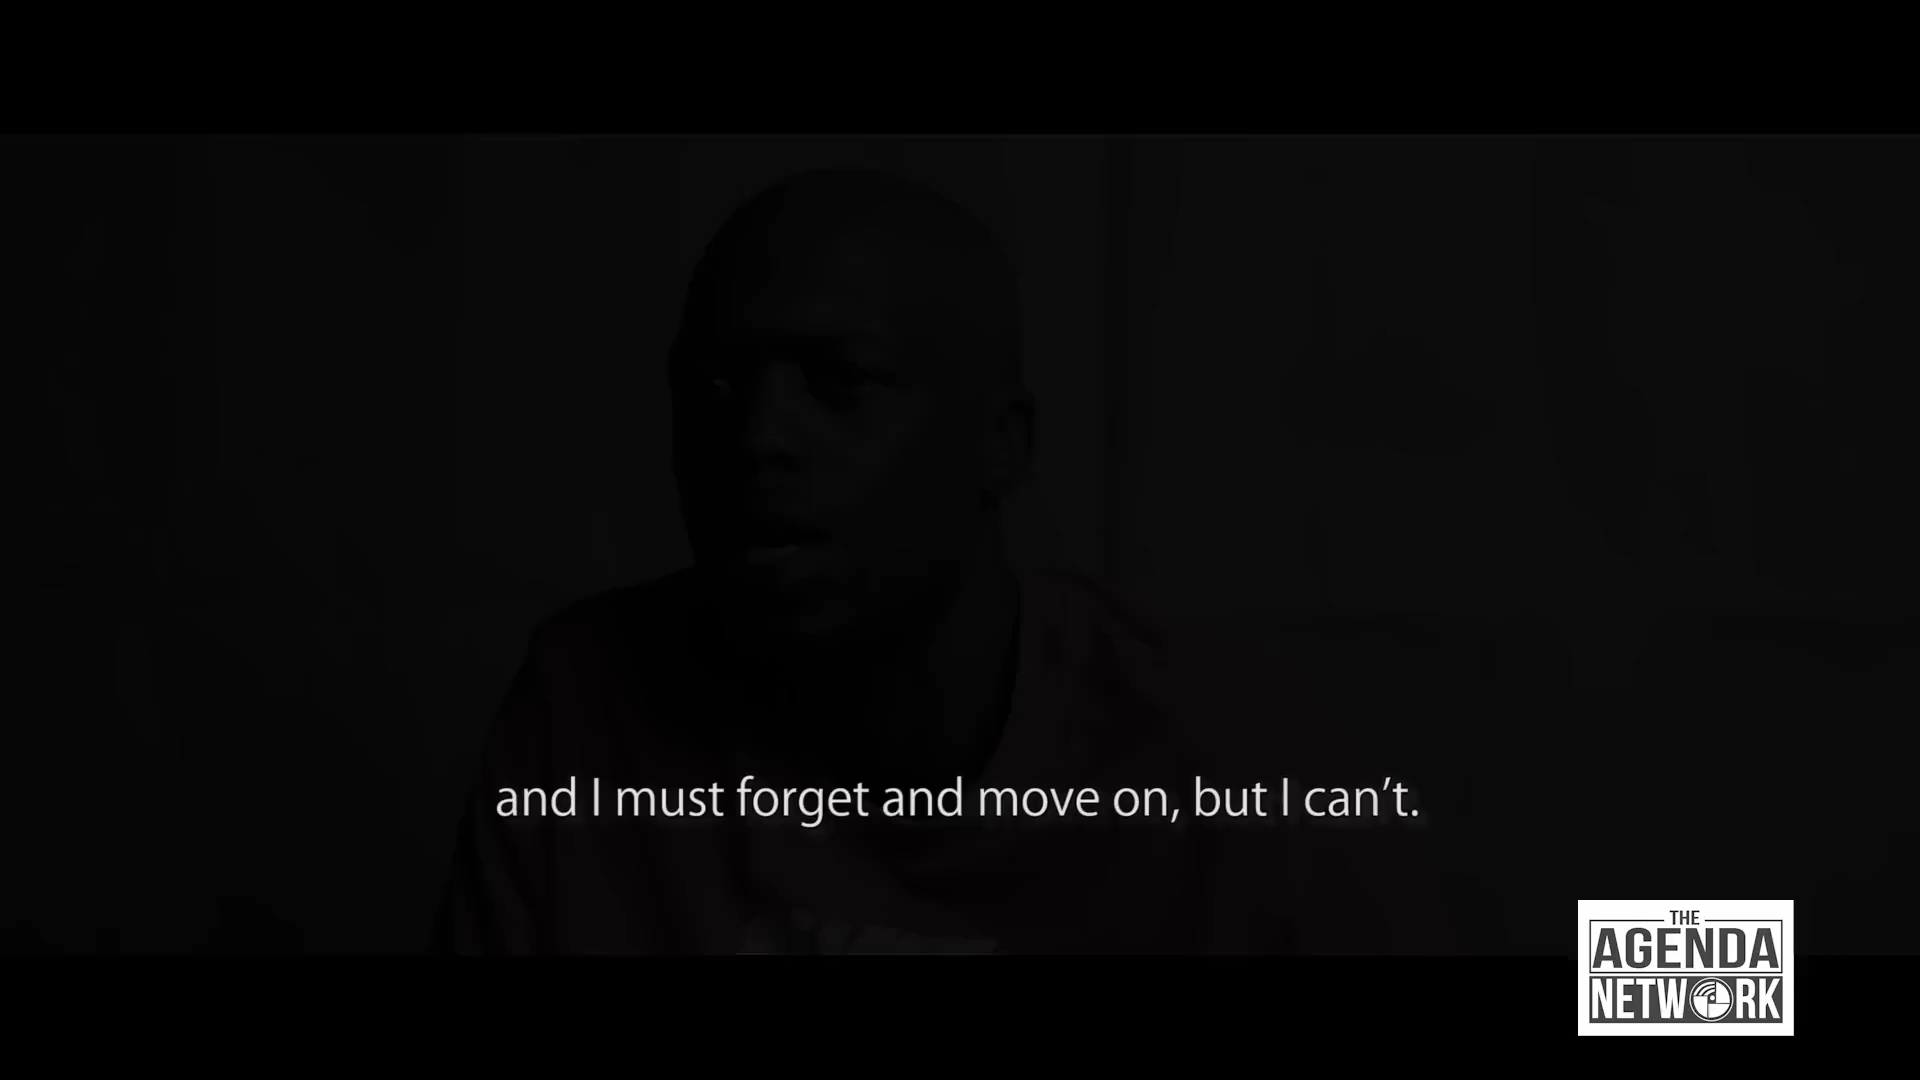 and I must forget and move on, but I can’t.
THE
AGENDA
NETWORK